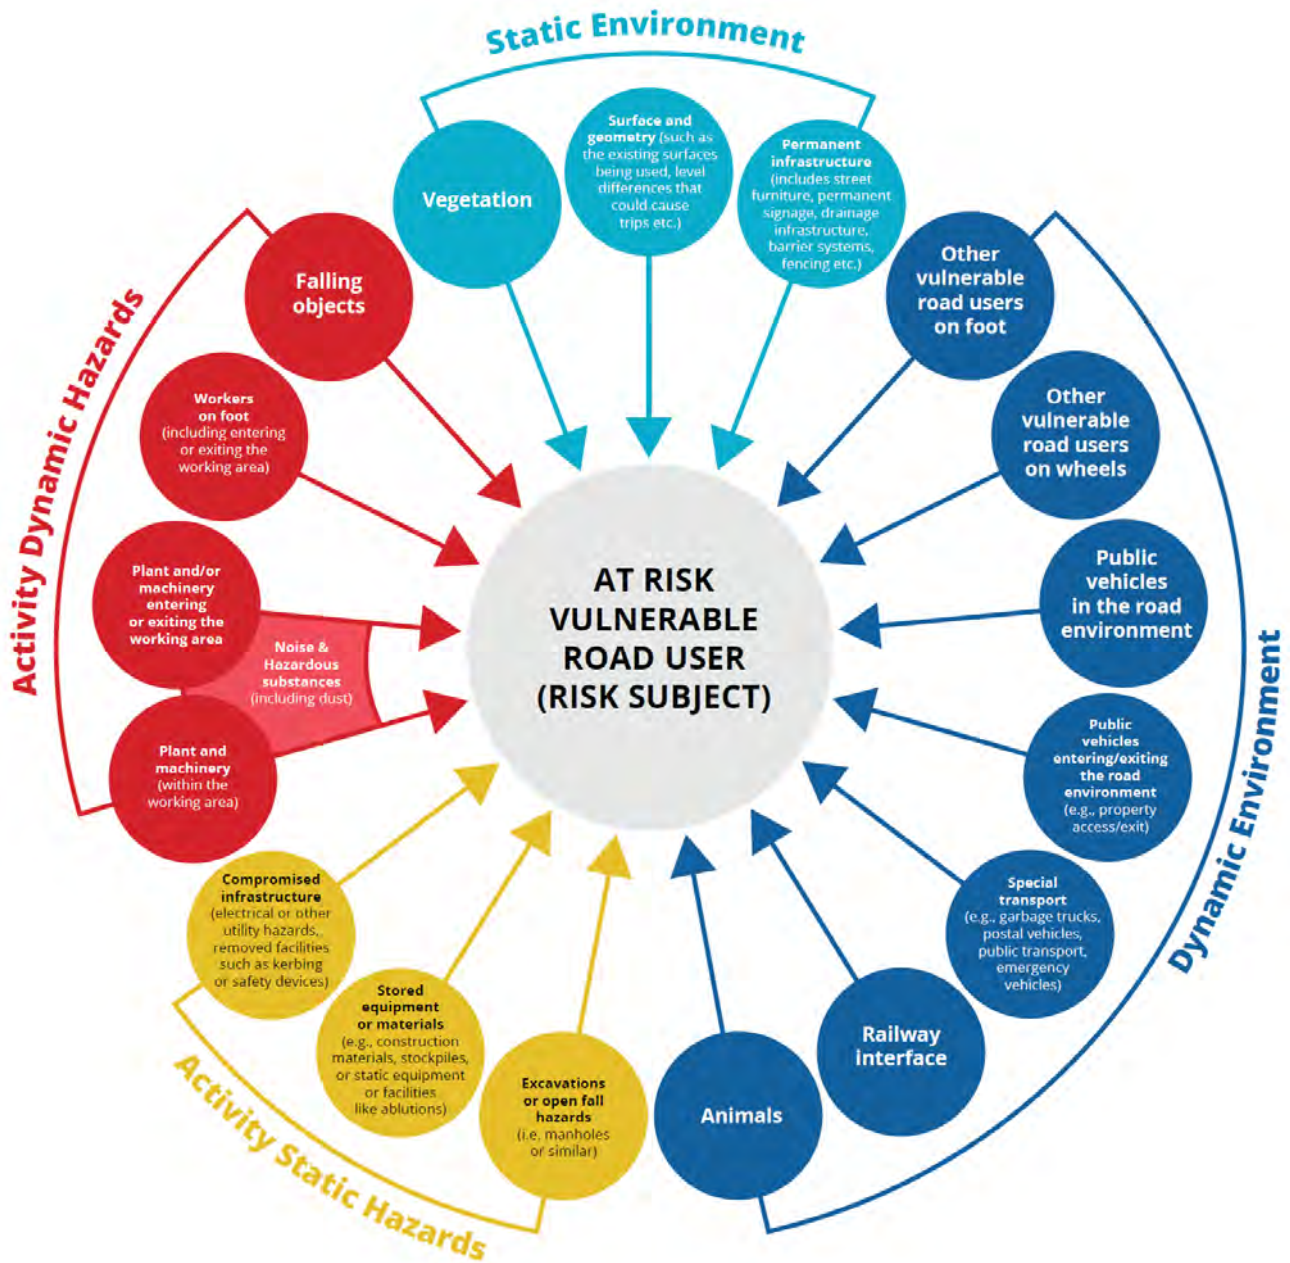 Static Environment
Vegetation
Surface and
geometry (such as
the existing surfaces
being used, level
differences that
could cause
trips etc.)
Permanent
infrastructure
(includes street
furniture, permanent
signage, drainage
infrastructure,
barrier systems,
fencing etc.)
Dynamic Environment
Other
vulnerable
road users
on foot
Other
vulnerable
road users
on wheels
Public
vehicles
in the road
environment
Public
vehicles
entering/exiting
the road
environment
(e.g., property
access/exit)
Special
transport
(e.g., garbage trucks,
postal vehicles,
public transport,
emergency
vehicles)
Railway
interface
Animals
Activity Static Hazards
Excavations
or open fall
hazards
(i.e. manholes
or similar)
Stored
equipment
or materials
(e.g., construction
materials, stockpiles,
or static equipment
or facilities
like ablutions)
Compromised
infrastructure
(electrical or other
utility hazards,
removed facilities
such as kerbing
or safety devices)
Activity Dynamic Hazards
Plant and
machinery
(within the
working area)
Noise &
Hazardous
substances
(including dust)
Plant and/or
machinery
entering
or exiting the
working area
Workers
on foot
(including entering
or exiting the
working area)
Falling
objects
AT RISK
VULNERABLE
ROAD USER
(RISK SUBJECT)